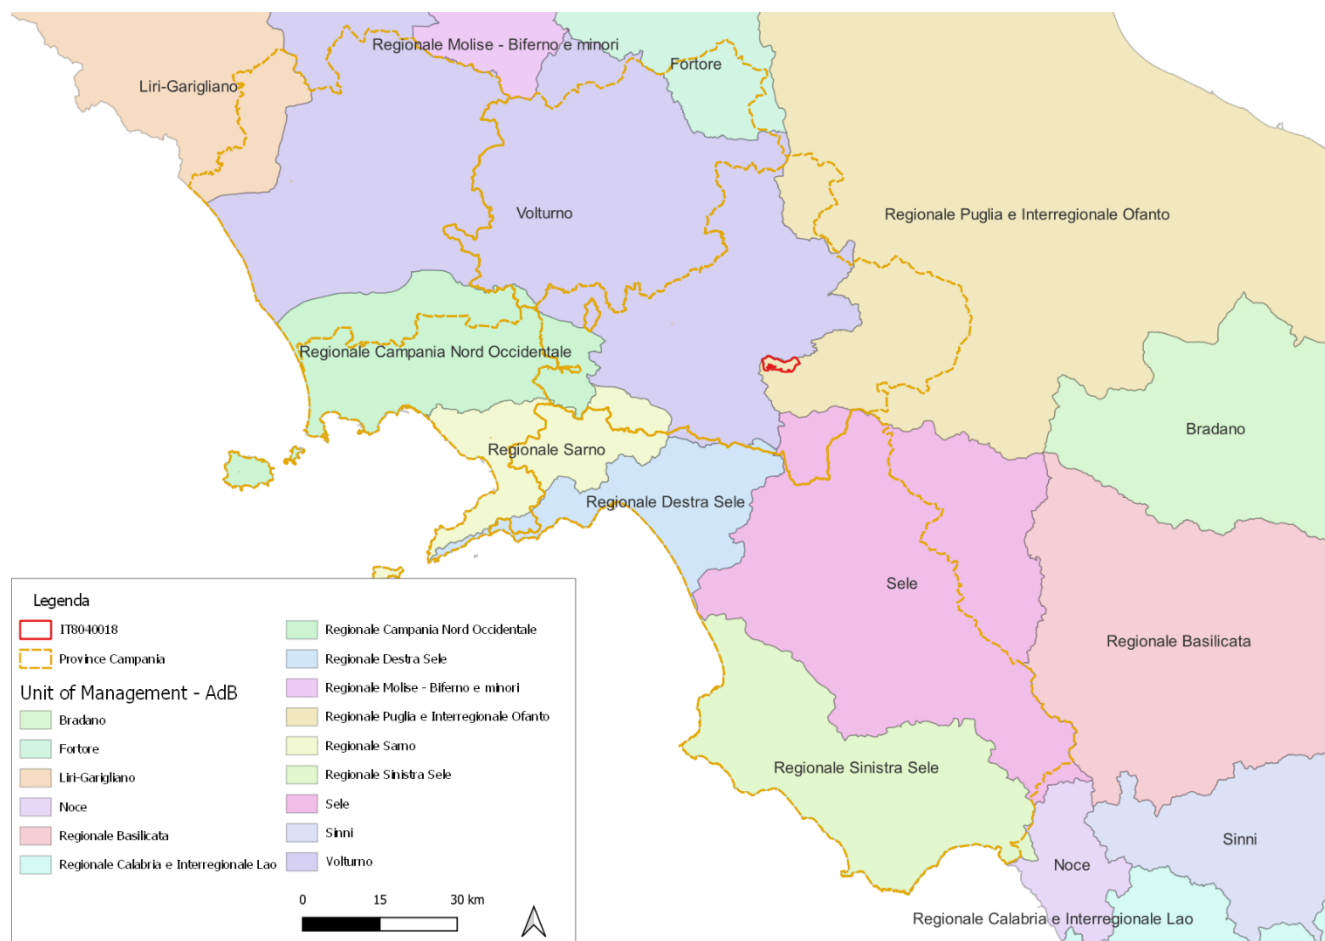 Regionale Molise - Biferno e minori
Fortore
Liri-Garigliano
Volturno
Regionale Puglia e Interregionale Ofanto
Regionale Campania Nord Occidentale
Bradano
Regionale Sarno
Regionale Destra Sele
Sele
Regionale Basilicata
Regionale Sinistra Sele
Sinni
Noce
Regionale Calabria e Interregionale Lao
Legenda
IT8040018
Province Campania
Unit of Management - AdB
Bradano
Fortore
Liri-Garigliano
Noce
Regionale Basilicata
Regionale Calabria e Interregionale Lao
Regionale Campania Nord Occidentale
Regionale Destra Sele
Regionale Molise - Biferno e minori
Regionale Puglia e Interregionale Ofanto
Regionale Sarno
Regionale Sinistra Sele
Sele
Sinni
Volturno
0 15 30 km